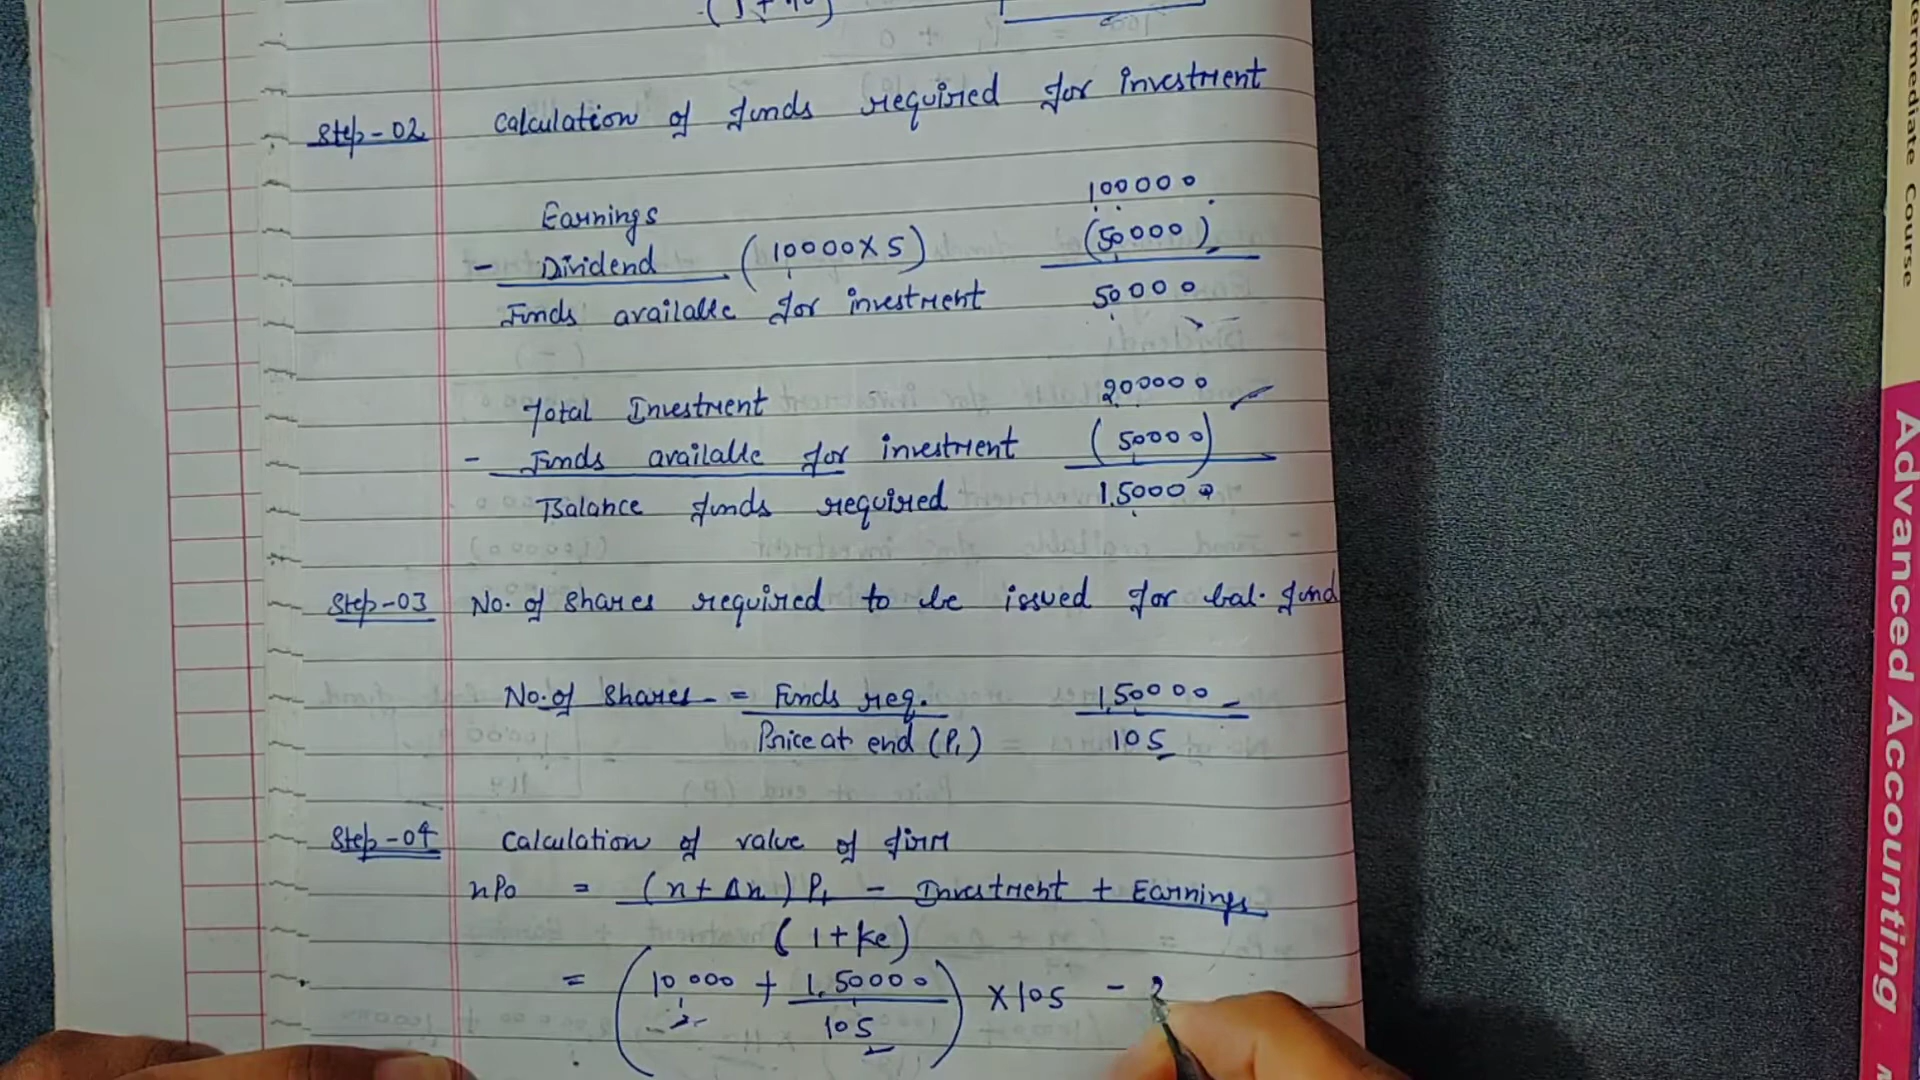 Step-02 Calculation of funds required for investment
Earnings 100000
- Dividend (10000 X 5) (50000)
Funds available for investment 50000
Total Investment 200000
- Funds available for investment (50000)
Balance funds required 1,50000
Step-03 No. of shares required to be issued for bal. fund
No. of shares = Funds req. 1,50000
Price at end (P1) 105
Step-04 Calculation of value of firm
nPo = (n + Δn) P1 - Investment + Earnings
(1 + ke)
= (10000 + 1,50000 / 105) X 105 - 2
termediate Course
Advanced Accounting